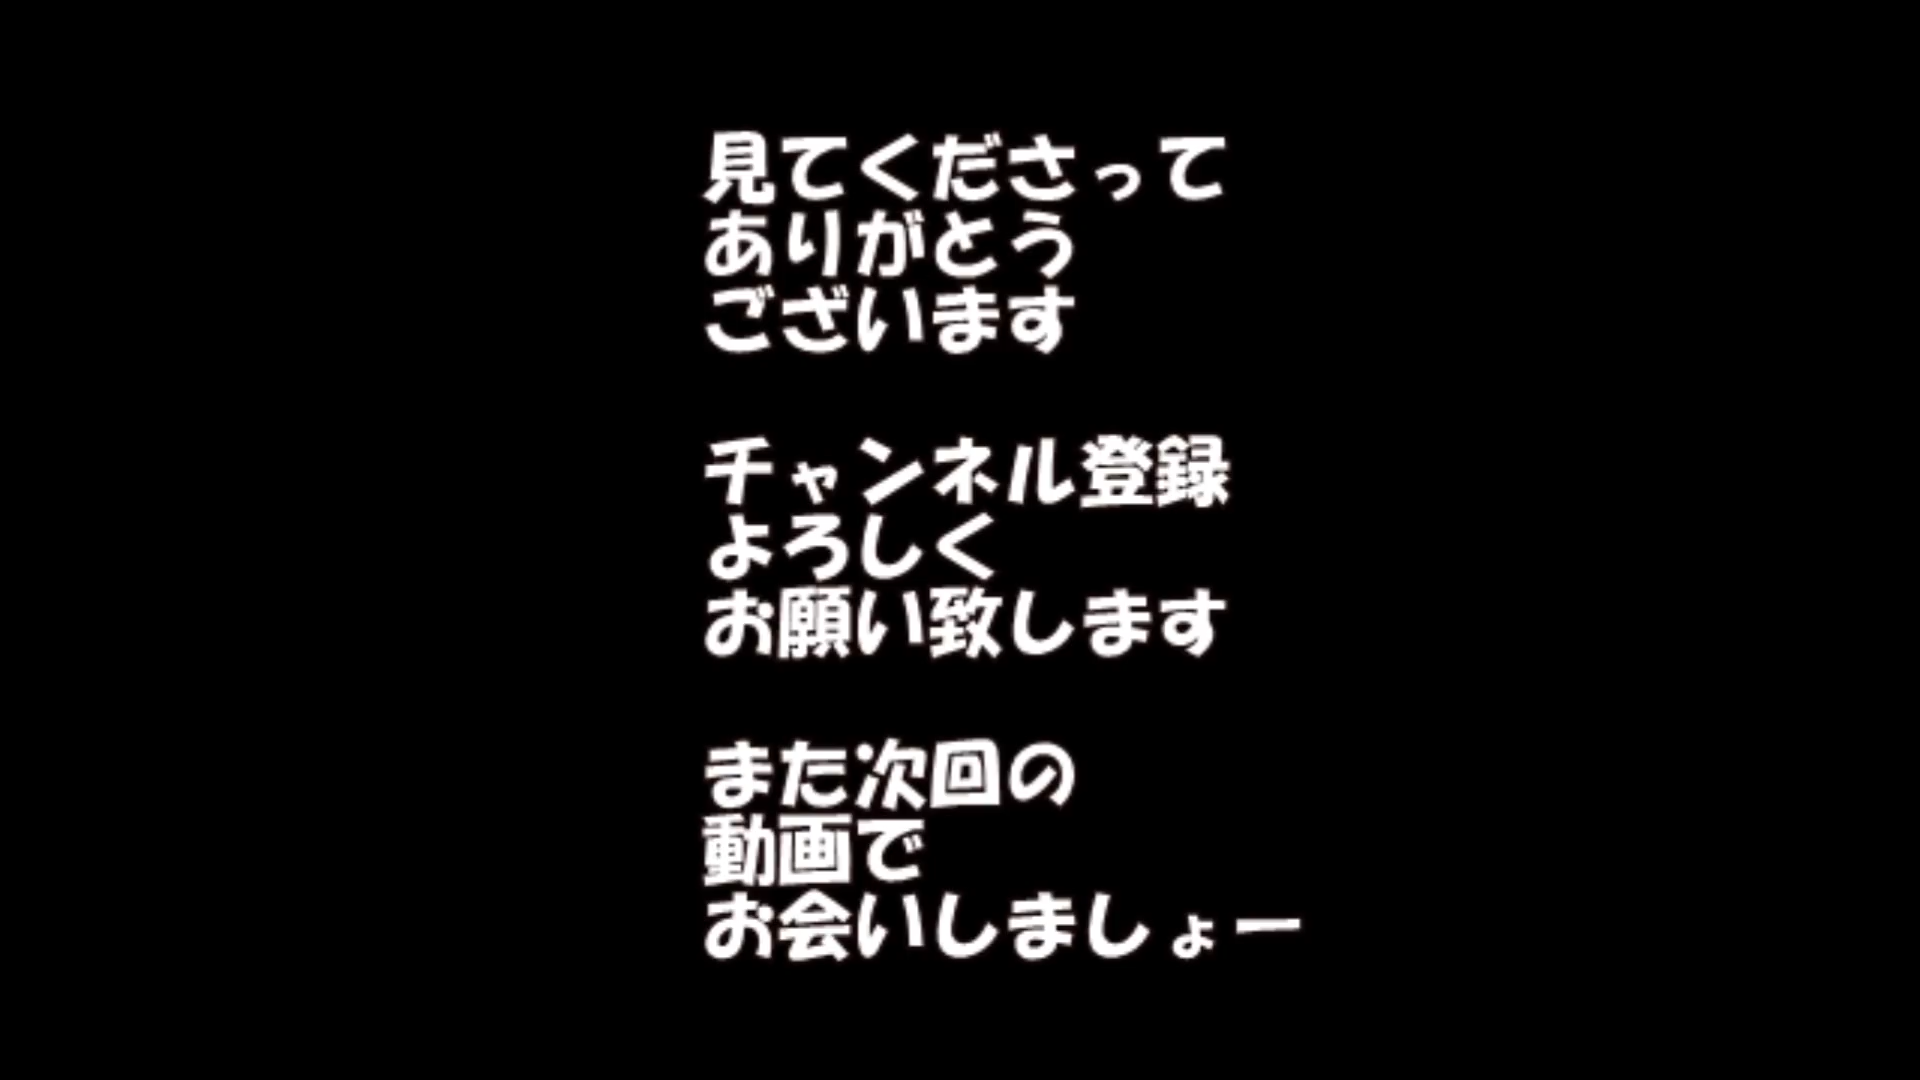 見てくださって
ありがとう
ございます
チャンネル登録
よろしく
お願い致します
また次回の
動画で
お会いしましょー